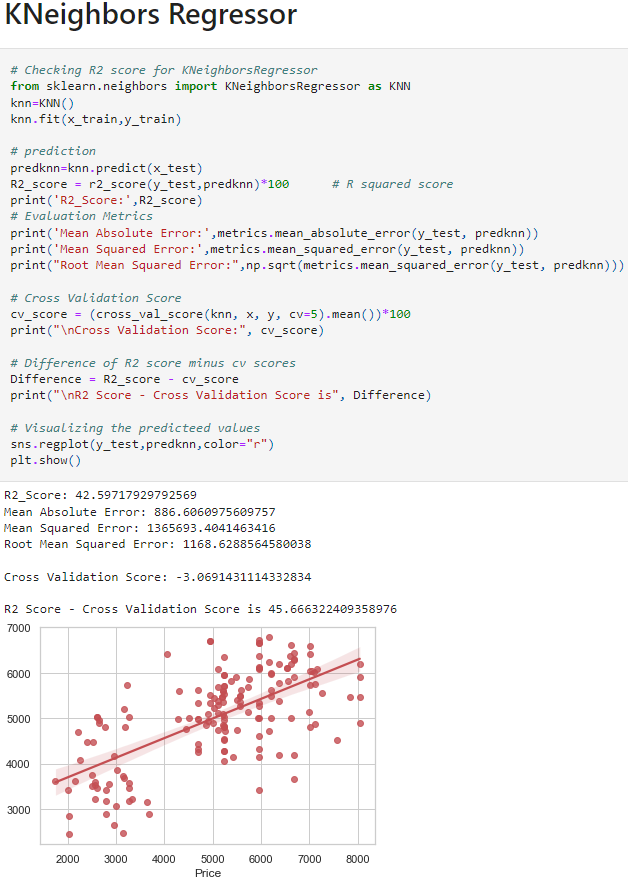 KNeighbors Regressor
# Checking R2 score for KNeighborsRegressor
from sklearn.neighbors import KNeighborsRegressor as KNN
knn=KNN()
knn.fit(x_train,y_train)
# prediction
predknn=knn.predict(x_test)
R2_score = r2_score(y_test,predknn)*100 # R squared score
print('R2_Score:',R2_score)
# Evaluation Metrics
print('Mean Absolute Error:',metrics.mean_absolute_error(y_test, predknn))
print('Mean Squared Error:',metrics.mean_squared_error(y_test, predknn))
print("Root Mean Squared Error:",np.sqrt(metrics.mean_squared_error(y_test, predknn)))
# Cross Validation Score
cv_score = (cross_val_score(knn, x, y, cv=5).mean())*100
print("\nCross Validation Score:", cv_score)
# Difference of R2 score minus cv scores
Difference = R2_score - cv_score
print("\nR2 Score - Cross Validation Score is", Difference)
# Visualizing the predicteed values
sns.regplot(y_test,predknn,color="r")
plt.show()
R2_Score: 42.59717929792569
Mean Absolute Error: 886.6060975609757
Mean Squared Error: 1365693.4041463416
Root Mean Squared Error: 1168.6288564580038
Cross Validation Score: -3.0691431114332834
R2 Score - Cross Validation Score is 45.666322409358976
7000
6000
5000
4000
3000
2000 3000 4000 5000 6000 7000 8000
Price